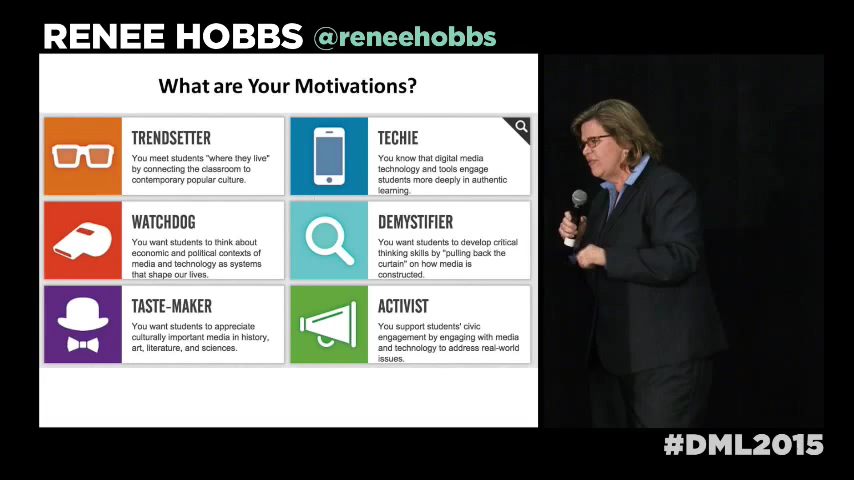 RENEE HOBBS @reneehobbs
What are Your Motivations?
TRENDSETTER
You meet students "where they live"
by connecting the classroom to
contemporary popular culture.
TECHIE
You know that digital media
technology and tools engage
students more deeply in authentic
learning.
WATCHDOG
You want students to think about
economic and political contexts of
media and technology as systems
that shape our lives.
DEMYSTIFIER
You want students to develop critical
thinking skills by "pulling back the
curtain" on how media is
constructed.
TASTE-MAKER
You want students to appreciate
culturally important media in history,
art, literature, and sciences.
ACTIVIST
You support students' civic
engagement by engaging with media
and technology to address real-world
issues.
#DML2015